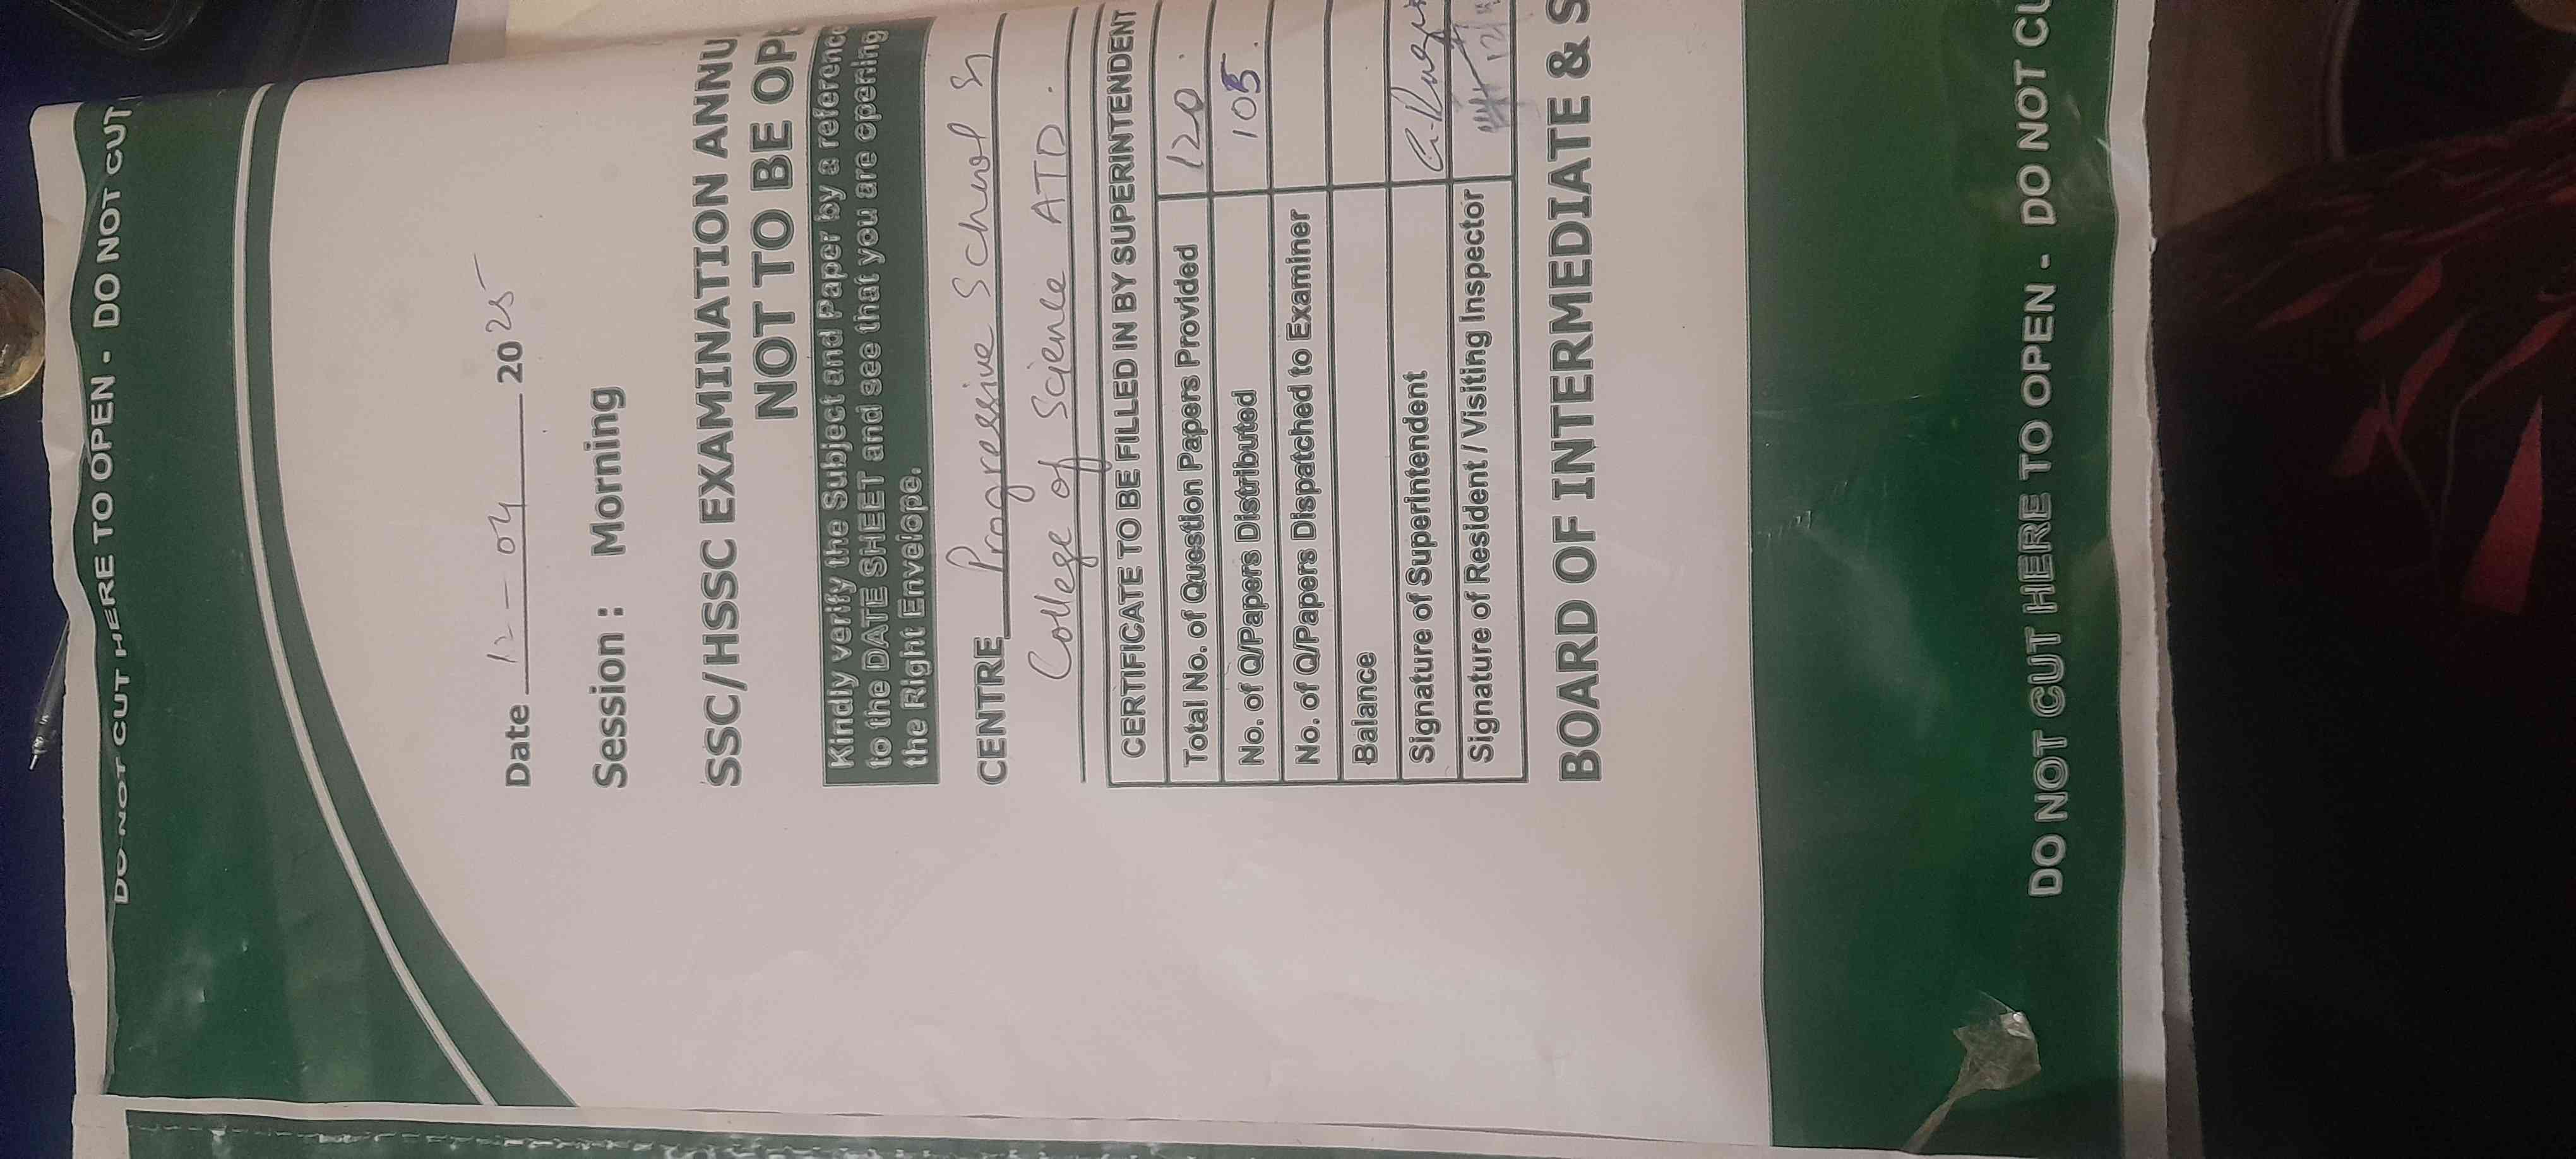 DO NOT CUT HERE TO OPEN - DO NOT CUT
Date 12-04 2025
Session : Morning
SSC/HSSC EXAMINATION ANNU
NOT TO BE OPE
Kindly verify the Subject and Paper by a reference
to the DATE SHEET and see that you are opening
the Right Envelope.
CENTRE Progressive School &
College of Science ATD.
CERTIFICATE TO BE FILLED IN BY SUPERINTENDENT
Total No. of Question Papers Provided 120
No. of Q/Papers Distributed 105
No. of Q/Papers Dispatched to Examiner
Balance
Signature of Superintendent
Signature of Resident / Visiting Inspector
BOARD OF INTERMEDIATE & S
DO NOT CUT HERE TO OPEN - DO NOT CU